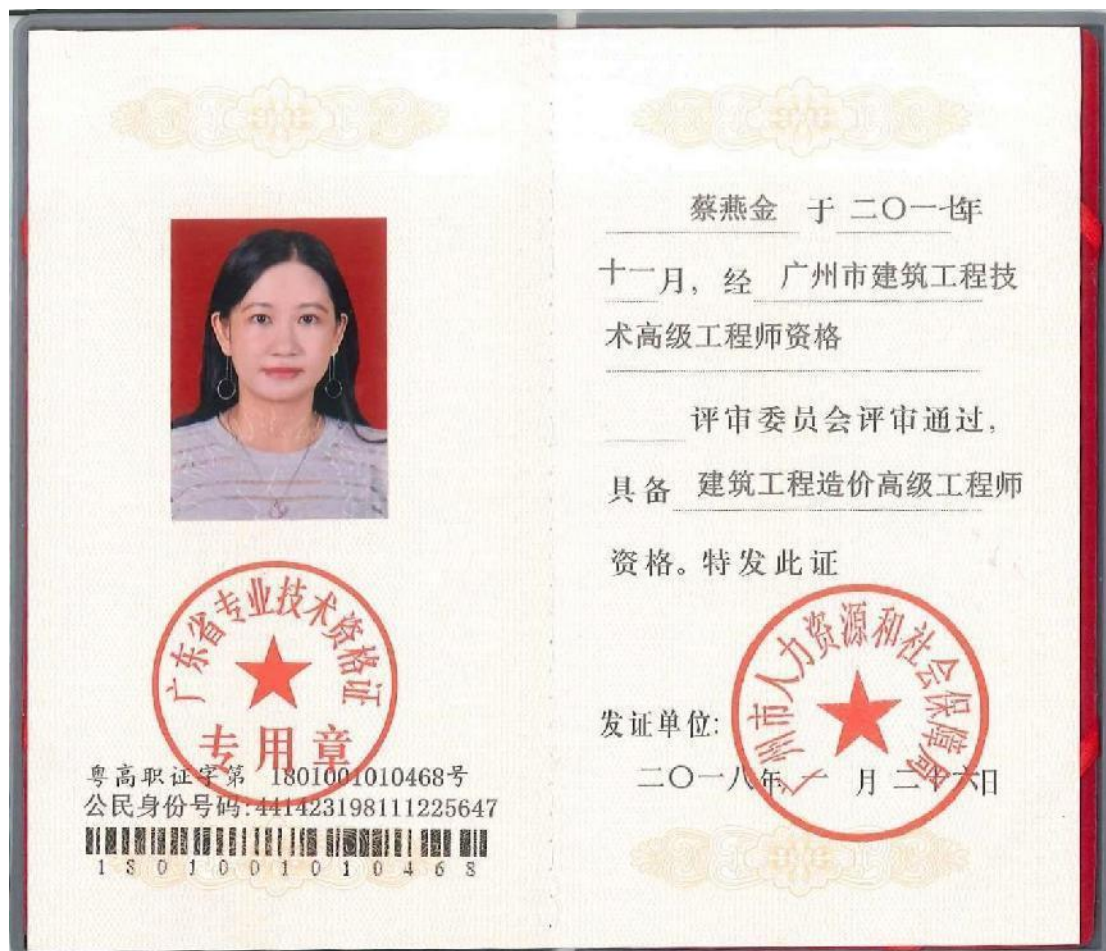 广东省专业技术资格证
专用章
粤高职证字第 1801001010468号
公民身份号码:441423198111225647
1801001010468
蔡燕金 于 二〇一七年
十一月，经 广州市建筑工程技
术高级工程师资格
评审委员会评审通过，
具备 建筑工程造价高级工程师
资格。特发此证
广州市人力资源和社会保障局
发证单位:
二〇一八年 一 月 二十六日